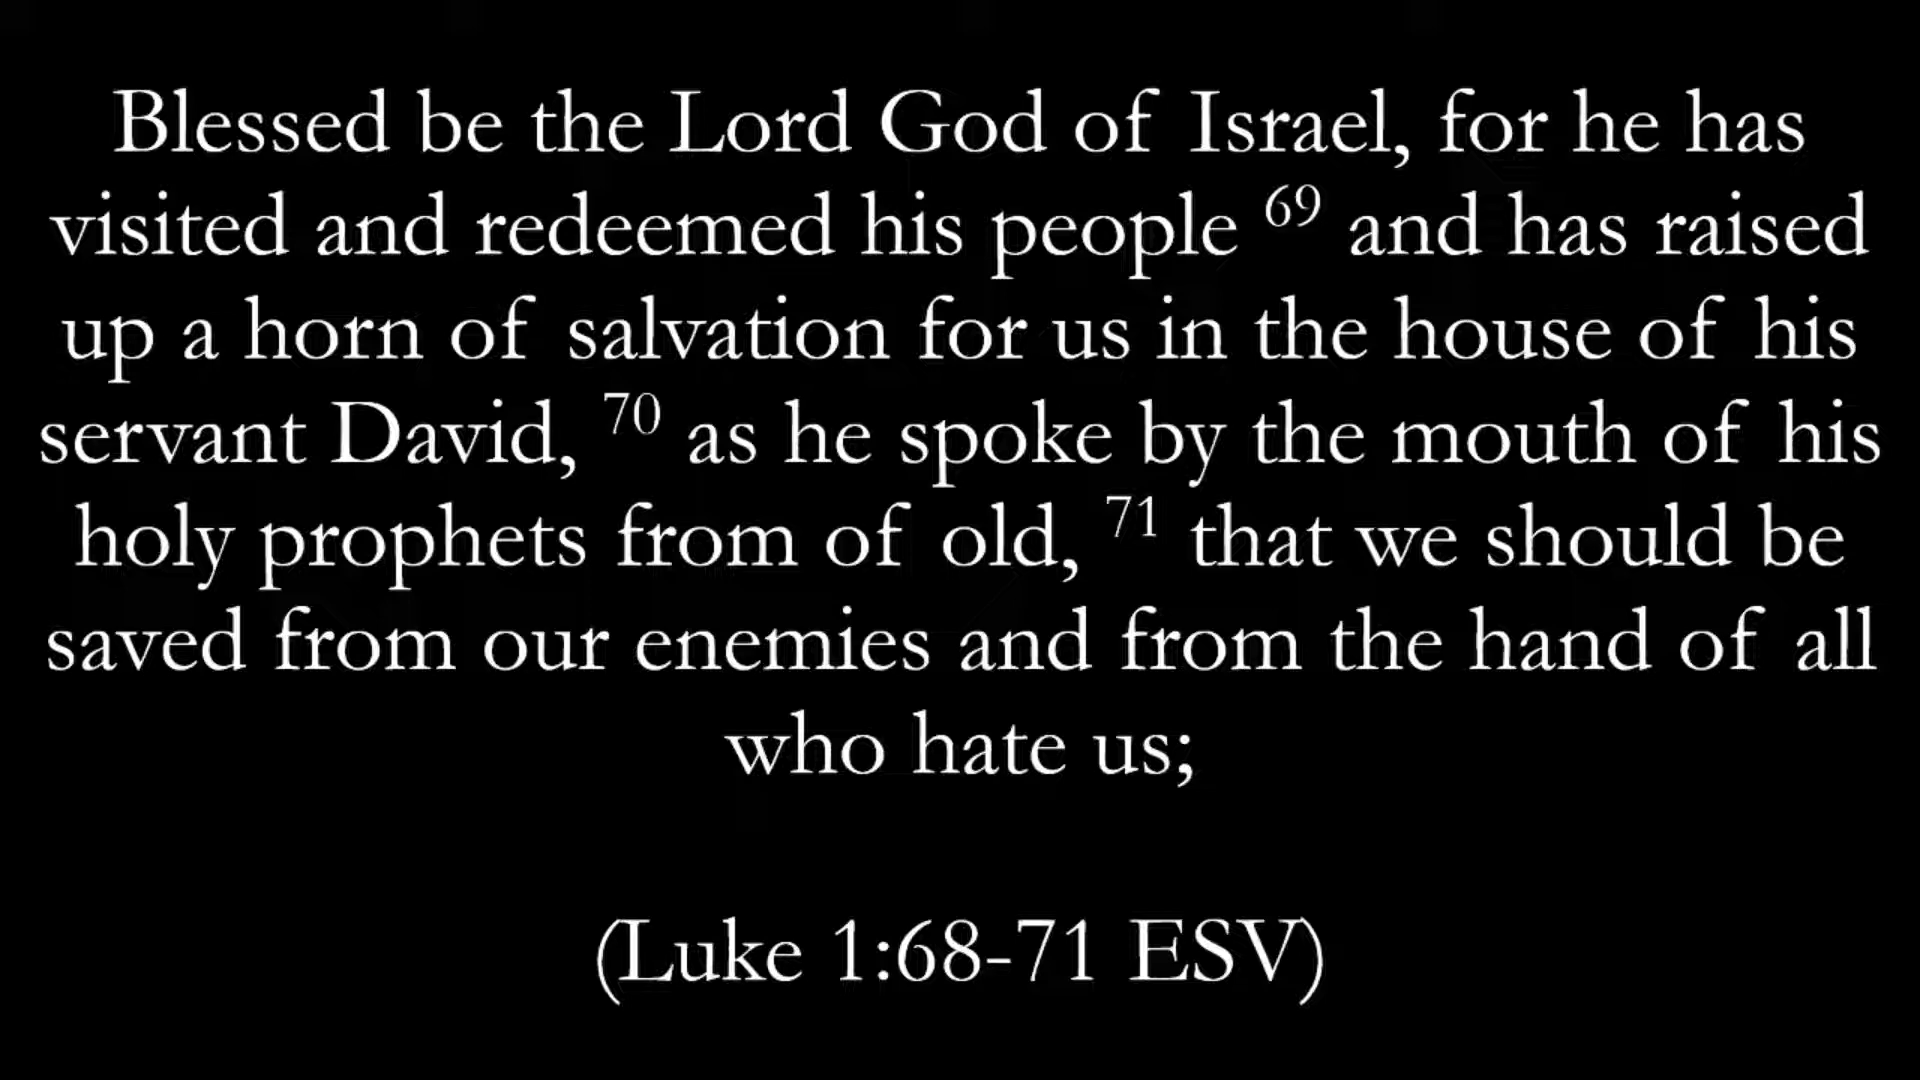 Blessed be the Lord God of Israel, for he has
visited and redeemed his people 69 and has raised
up a horn of salvation for us in the house of his
servant David, 70 as he spoke by the mouth of his
holy prophets from of old, 71 that we should be
saved from our enemies and from the hand of all
who hate us;
(Luke 1:68-71 ESV)